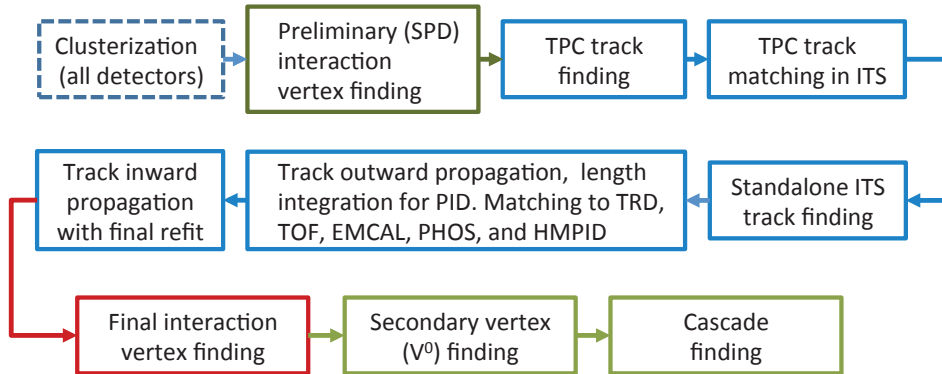 Clusterization
(all detectors)
Preliminary (SPD)
interaction
vertex finding
TPC track
finding
TPC track
matching in ITS
Track inward
propagation
with final refit
Track outward propagation, length
integration for PID. Matching to TRD,
TOF, EMCAL, PHOS, and HMPID
Standalone ITS
track finding
Final interaction
vertex finding
Secondary vertex
(V⁰) finding
Cascade
finding